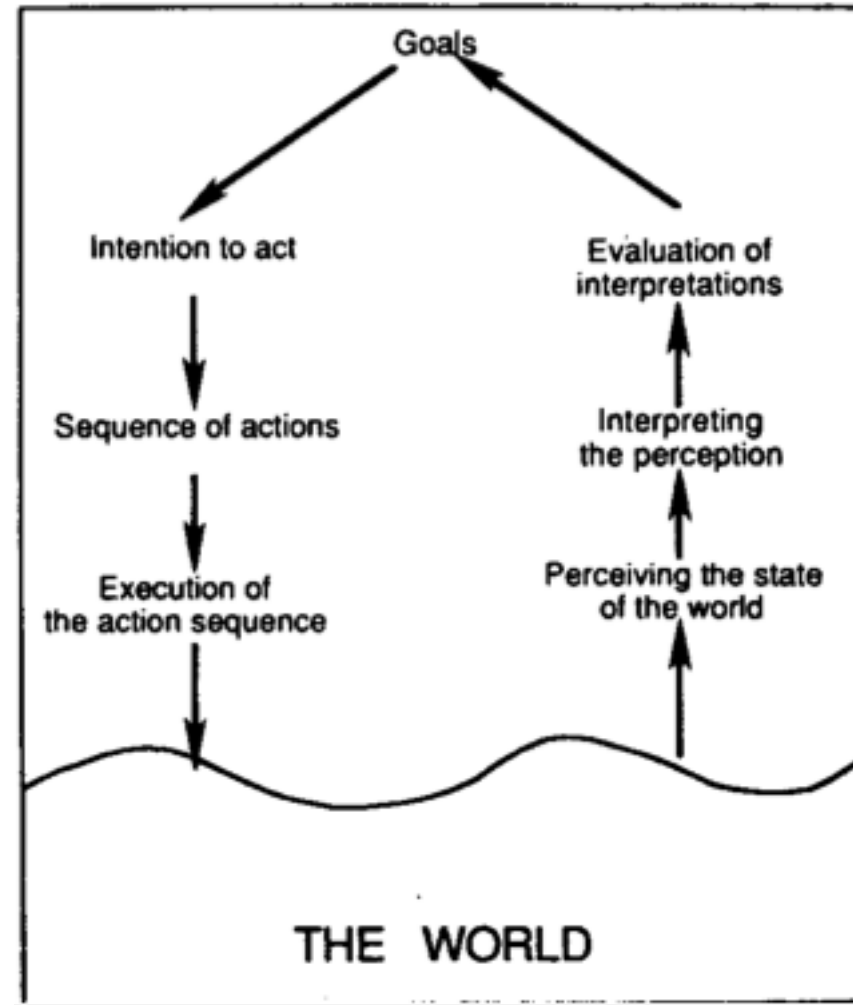 Goals
Intention to act
Evaluation of
interpretations
Sequence of actions
Interpreting
the perception
Execution of
the action sequence
Perceiving the state
of the world
THE WORLD